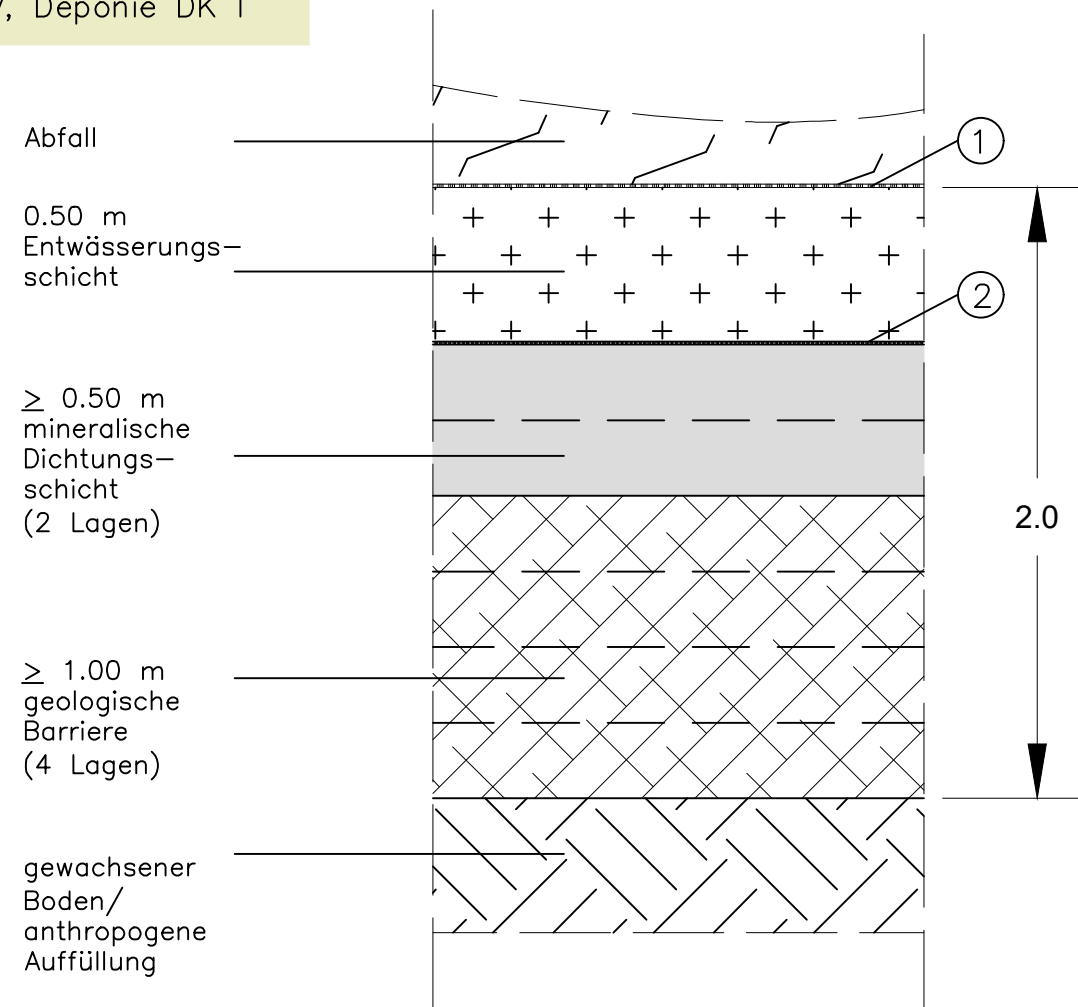 Deponie DK I
Abfall
1
0.50 m
Entwässerungs-
schicht
2
≥ 0.50 m
mineralische
Dichtungs-
schicht
(2 Lagen)
2.0
≥ 1.00 m
geologische
Barriere
(4 Lagen)
gewachsener
Boden/
anthropogene
Auffüllung